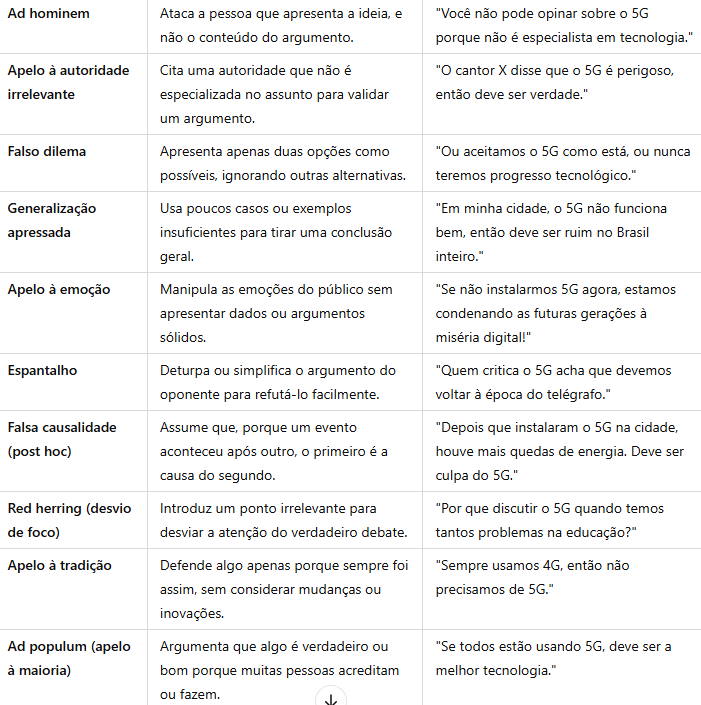 Ad hominem
Ataca a pessoa que apresenta a ideia, e
não o conteúdo do argumento.
"Você não pode opinar sobre o 5G
porque não é especialista em tecnologia."
Apelo à autoridade
irrelevante
Cita uma autoridade que não é
especializada no assunto para validar
um argumento.
"O cantor X disse que o 5G é perigoso,
então deve ser verdade."
Falso dilema
Apresenta apenas duas opções como
possíveis, ignorando outras alternativas.
"Ou aceitamos o 5G como está, ou nunca
teremos progresso tecnológico."
Generalização
apressada
Usa poucos casos ou exemplos
insuficientes para tirar uma conclusão
geral.
"Em minha cidade, o 5G não funciona
bem, então deve ser ruim no Brasil
inteiro."
Apelo à emoção
Manipula as emoções do público sem
apresentar dados ou argumentos
sólidos.
"Se não instalarmos 5G agora, estamos
condenando as futuras gerações à
miséria digital!"
Espantalho
Deturpa ou simplifica o argumento do
oponente para refutá-lo facilmente.
"Quem critica o 5G acha que devemos
voltar à época do telégrafo."
Falsa causalidade
(post hoc)
Assume que, porque um evento
aconteceu após outro, o primeiro é a
causa do segundo.
"Depois que instalaram o 5G na cidade,
houve mais quedas de energia. Deve ser
culpa do 5G."
Red herring (desvio
de foco)
Introduz um ponto irrelevante para
desviar a atenção do verdadeiro debate.
"Por que discutir o 5G quando temos
tantos problemas na educação?"
Apelo à tradição
Defende algo apenas porque sempre foi
assim, sem considerar mudanças ou
inovações.
"Sempre usamos 4G, então não
precisamos de 5G."
Ad populum (apelo
à maioria)
Argumenta que algo é verdadeiro ou
bom porque muitas pessoas acreditam
ou fazem.
"Se todos estão usando 5G, deve ser a
melhor tecnologia."